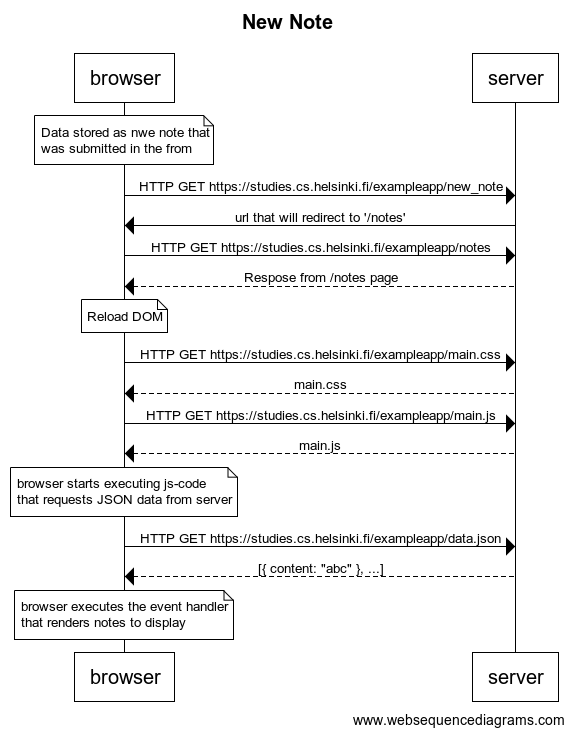 New Note
browser
server
Data stored as nwe note that
was submitted in the from
HTTP GET https://studies.cs.helsinki.fi/exampleapp/new_note
url that will redirect to '/notes'
HTTP GET https://studies.cs.helsinki.fi/exampleapp/notes
Respose from /notes page
Reload DOM
HTTP GET https://studies.cs.helsinki.fi/exampleapp/main.css
main.css
HTTP GET https://studies.cs.helsinki.fi/exampleapp/main.js
main.js
browser starts executing js-code
that requests JSON data from server
HTTP GET https://studies.cs.helsinki.fi/exampleapp/data.json
[{ content: "abc" }, ...]
browser executes the event handler
that renders notes to display
browser
server
www.websequencediagrams.com